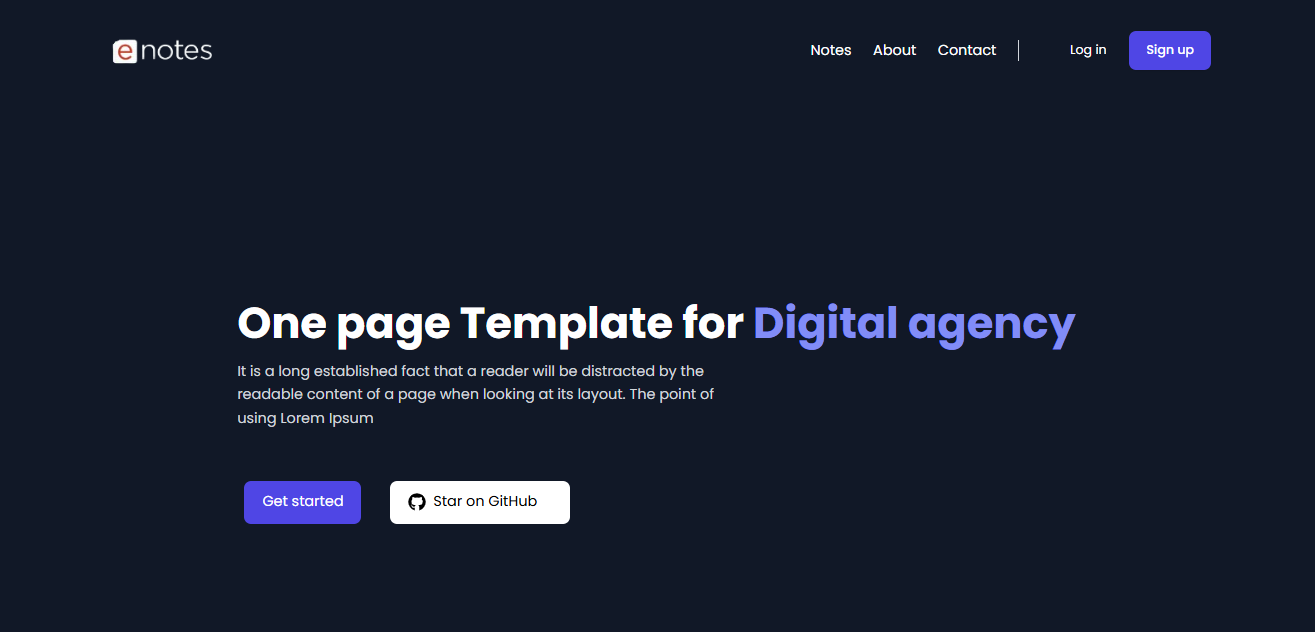 enotes
Notes About Contact Log in Sign up
One page Template for Digital agency
It is a long established fact that a reader will be distracted by the
readable content of a page when looking at its layout. The point of
using Lorem Ipsum
Get started Star on GitHub